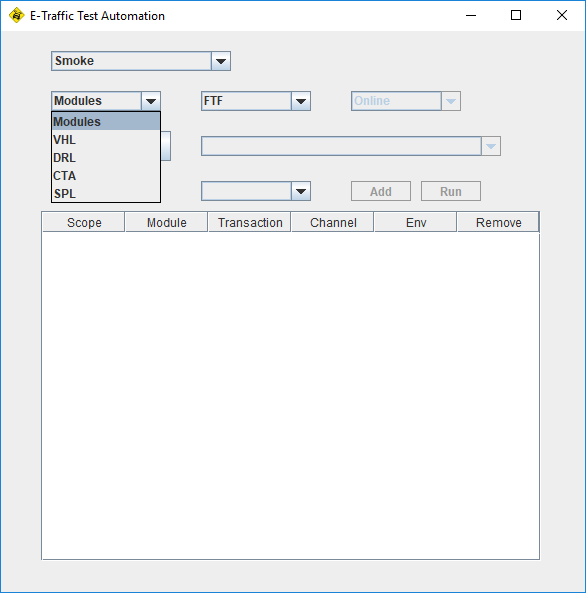 E-Traffic Test Automation
Smoke
Modules FTF Online
Modules
VHL
DRL
CTA
SPL
Add Run
Scope Module Transaction Channel Env Remove